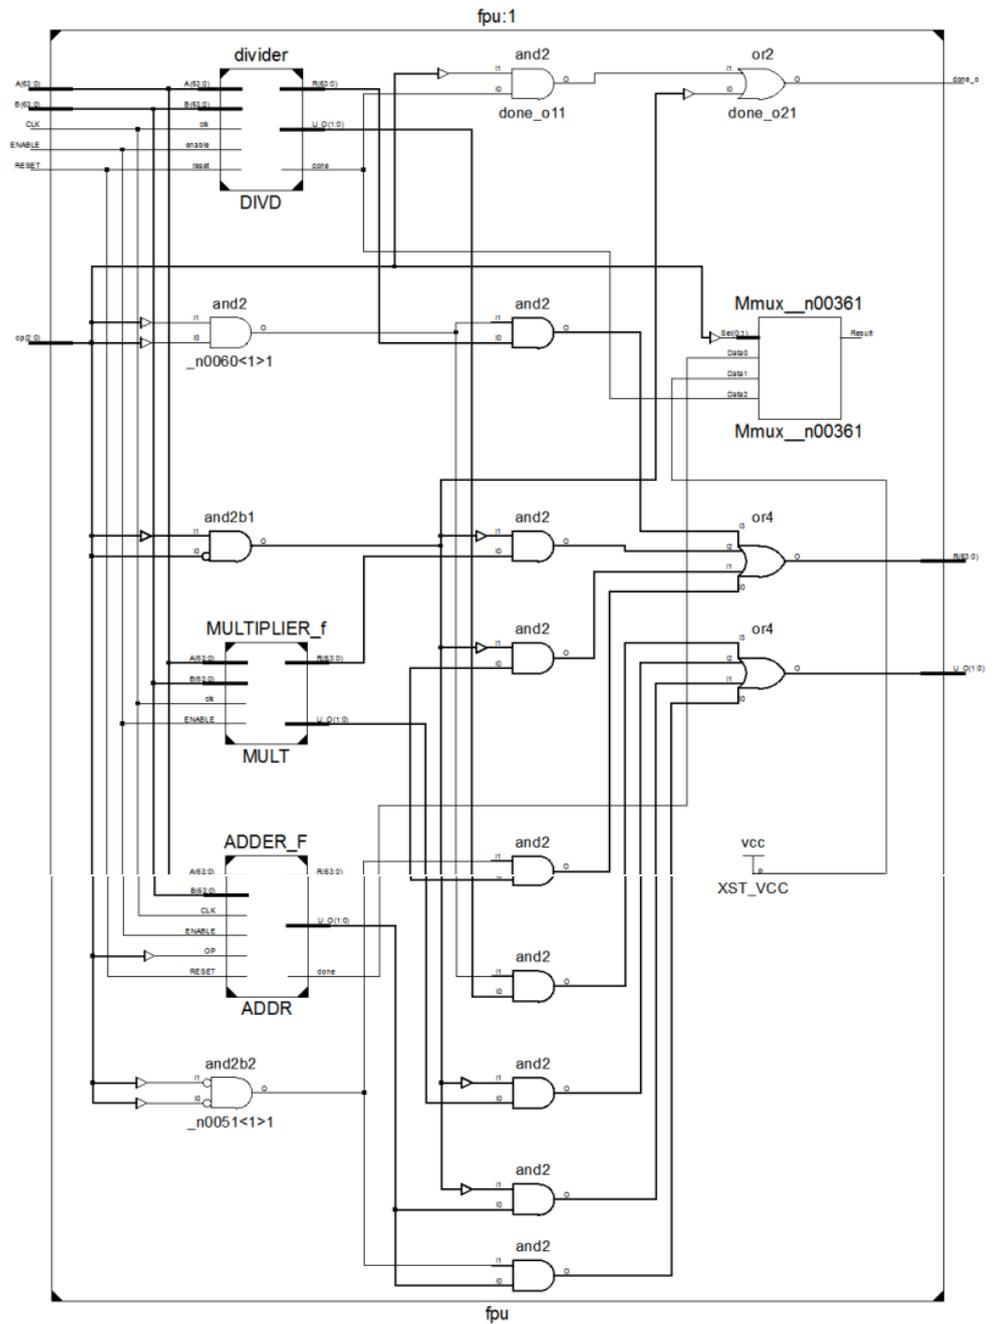 fpu:1
divider
and2
or2
A(63:0)
A(63:0)
R(63:0)
I1
O
I1
O
done_o
B(63:0)
B(63:0)
I0
I0
CLK
clk
U_O(1:0)
done_o11
done_o21
ENABLE
enable
RESET
reset
done
DIVD
and2
and2
Mmux__n00361
I1
O
I1
O
Sel(0:1)
Result
op(2:0)
I0
I0
Data0
_n0060<1>1
Data1
Data2
Mmux__n00361
and2b1
and2
or4
I1
O
I1
O
I3
I0
I0
I2
O
R(63:0)
I1
I0
MULTIPLIER_f
and2
or4
A(63:0)
R(63:0)
I1
O
I3
B(63:0)
I0
I2
O
U_O(1:0)
clk
I1
ENABLE
U_O(1:0)
I0
MULT
ADDER_F
and2
vcc
A(63:0)
R(63:0)
I1
O
P
B(63:0)
XST_VCC
CLK
ENABLE
U_O(1:0)
OP
and2
RESET
done
I1
O
I0
ADDR
and2b2
and2
I1
O
I1
O
I0
I0
_n0051<1>1
and2
I1
O
I0
and2
I1
O
I0
fpu